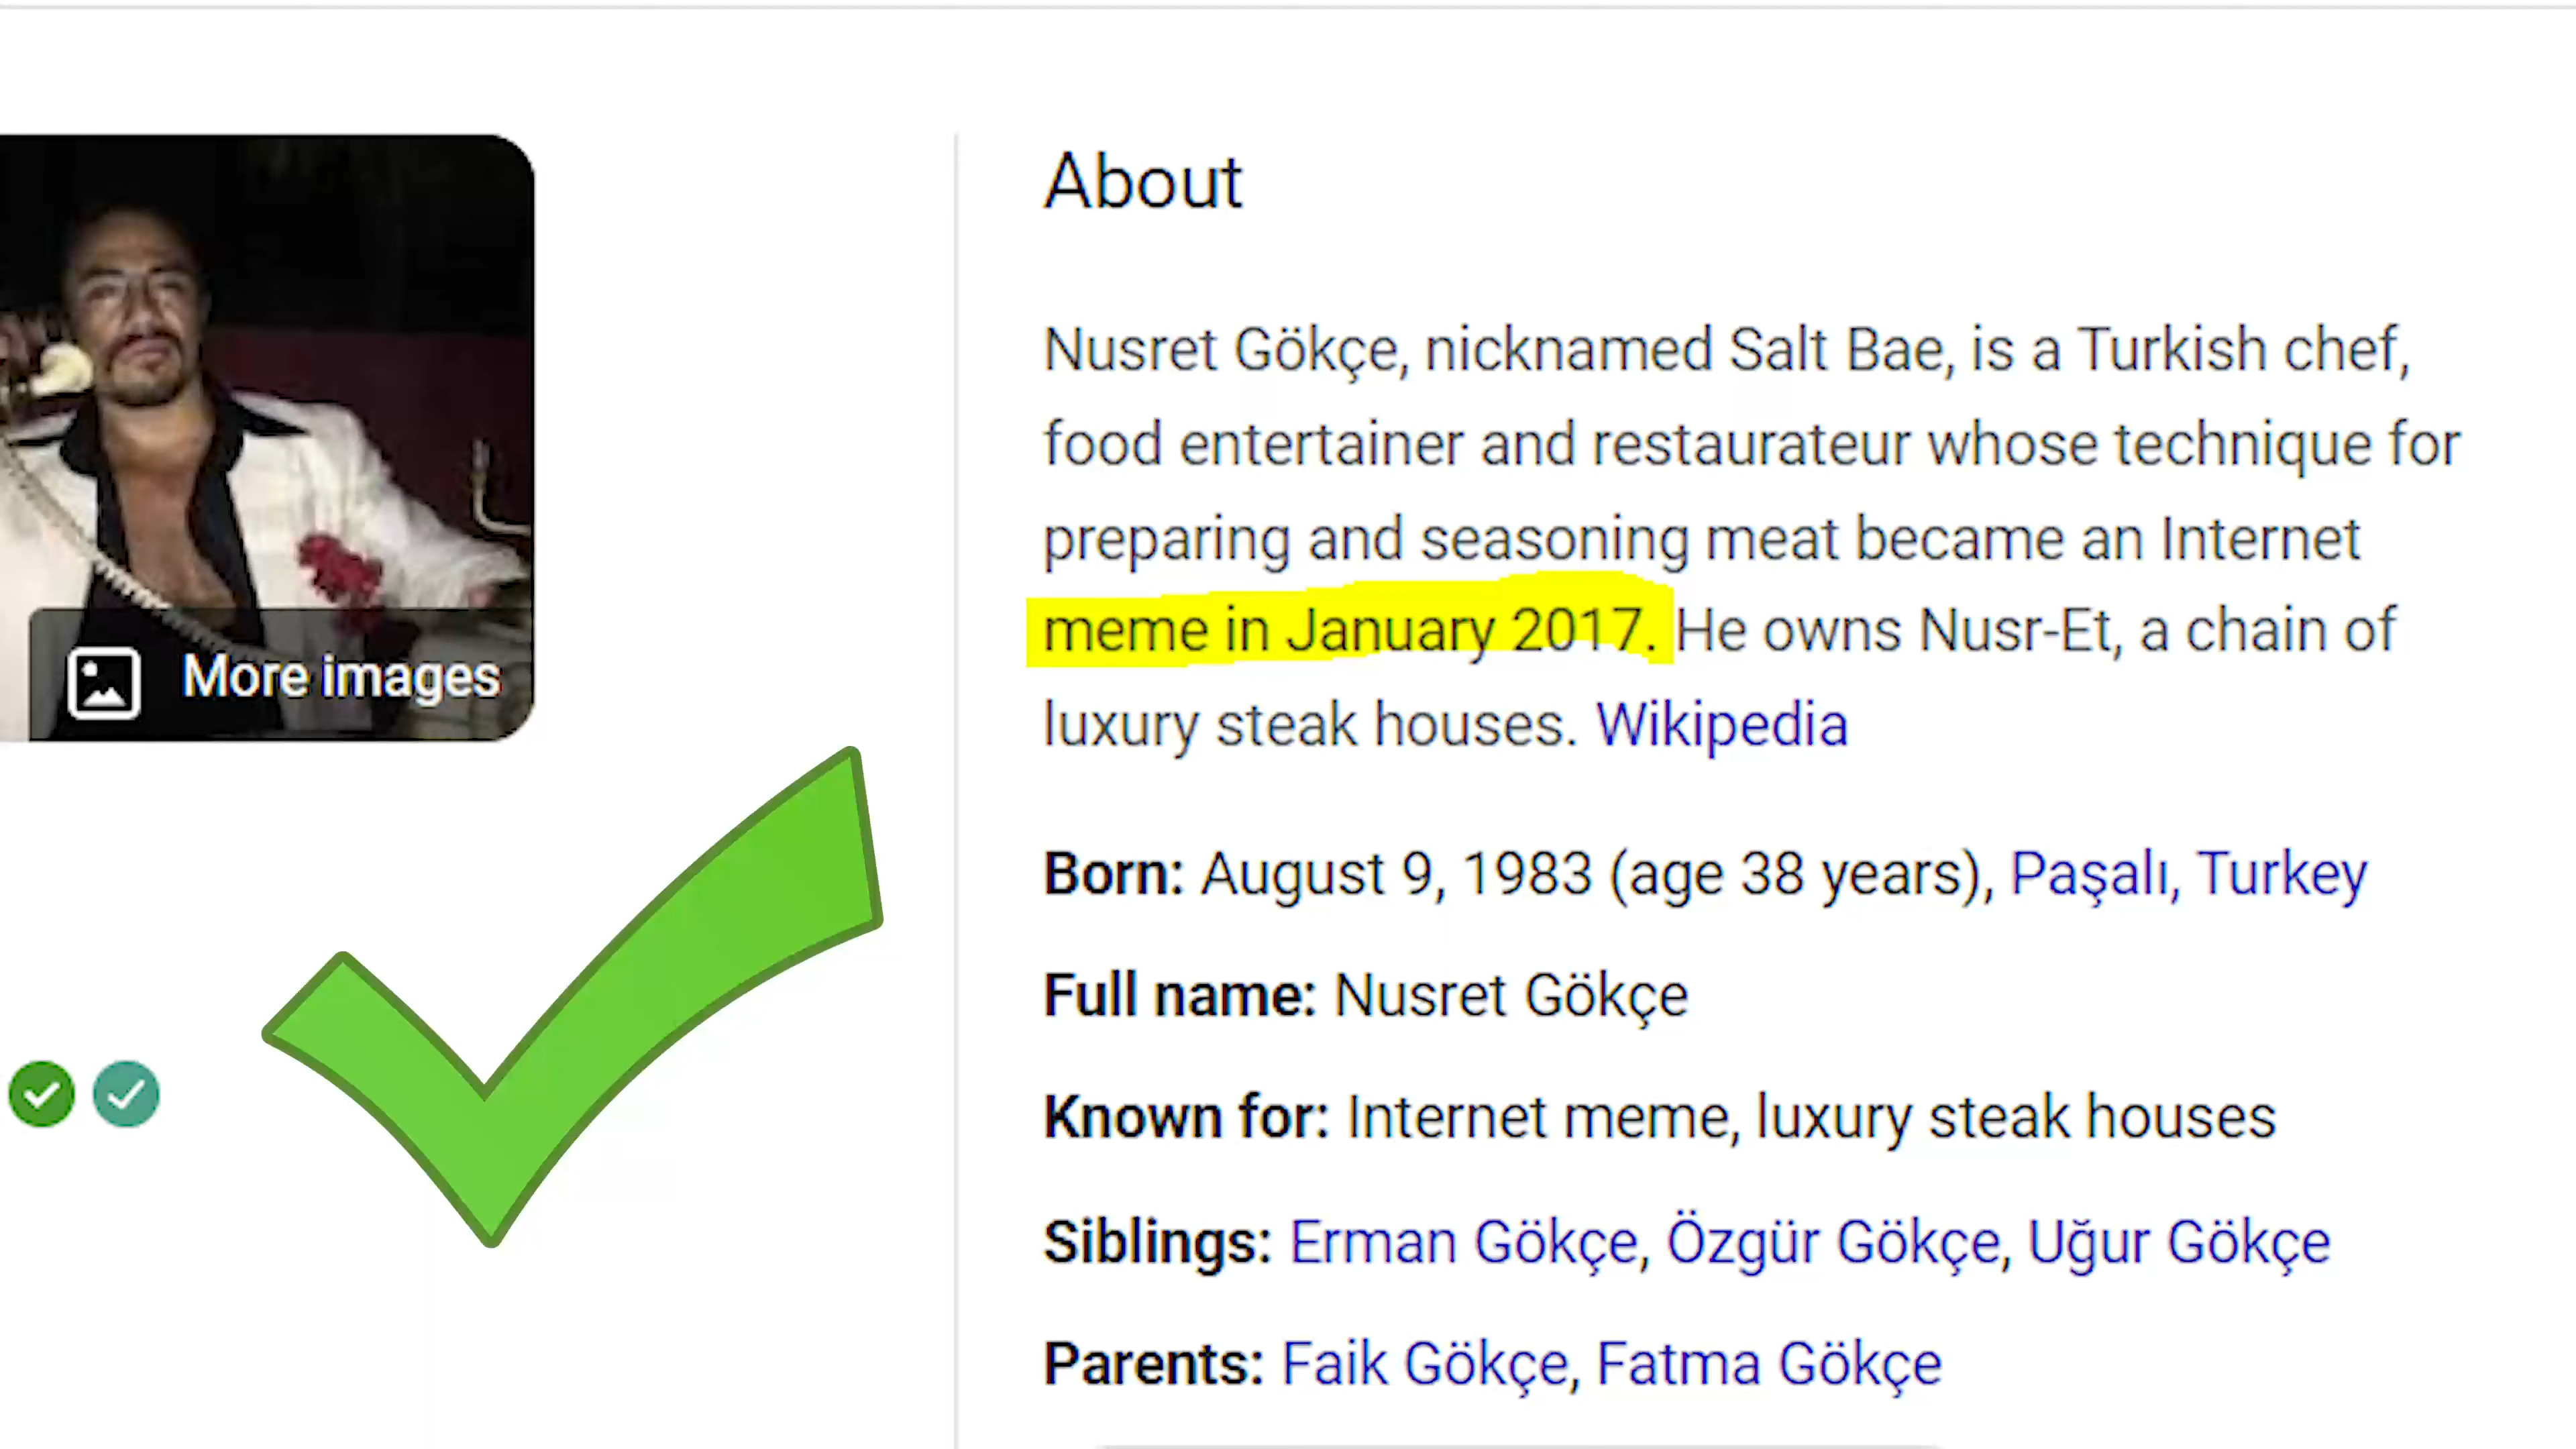 More images
About
Nusret Gökçe, nicknamed Salt Bae, is a Turkish chef,
food entertainer and restaurateur whose technique for
preparing and seasoning meat became an Internet
meme in January 2017. He owns Nusr-Et, a chain of
luxury steak houses. Wikipedia
Born: August 9, 1983 (age 38 years), Paşalı, Turkey
Full name: Nusret Gökçe
Known for: Internet meme, luxury steak houses
Siblings: Erman Gökçe, Özgür Gökçe, Uğur Gökçe
Parents: Faik Gökçe, Fatma Gökçe